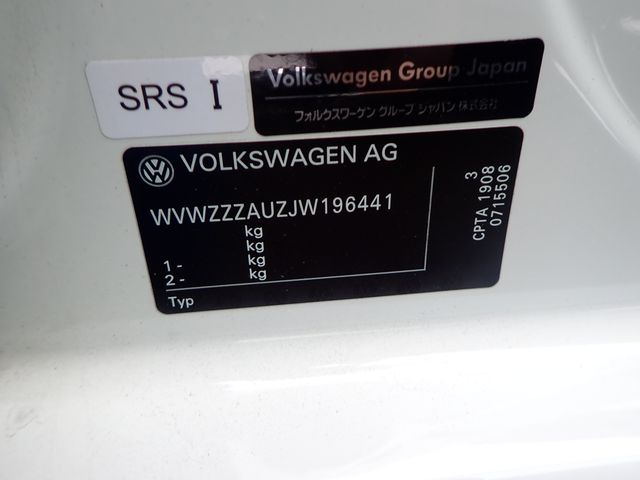 SRS I
Volkswagen Group Japan
フォルクスワーゲン グループ ジャパン 株式会社
VOLKSWAGEN AG
WVWZZZAUZJW196441
kg
kg
1 - kg
2 - kg
Typ
3
CPTA 1908
0715506